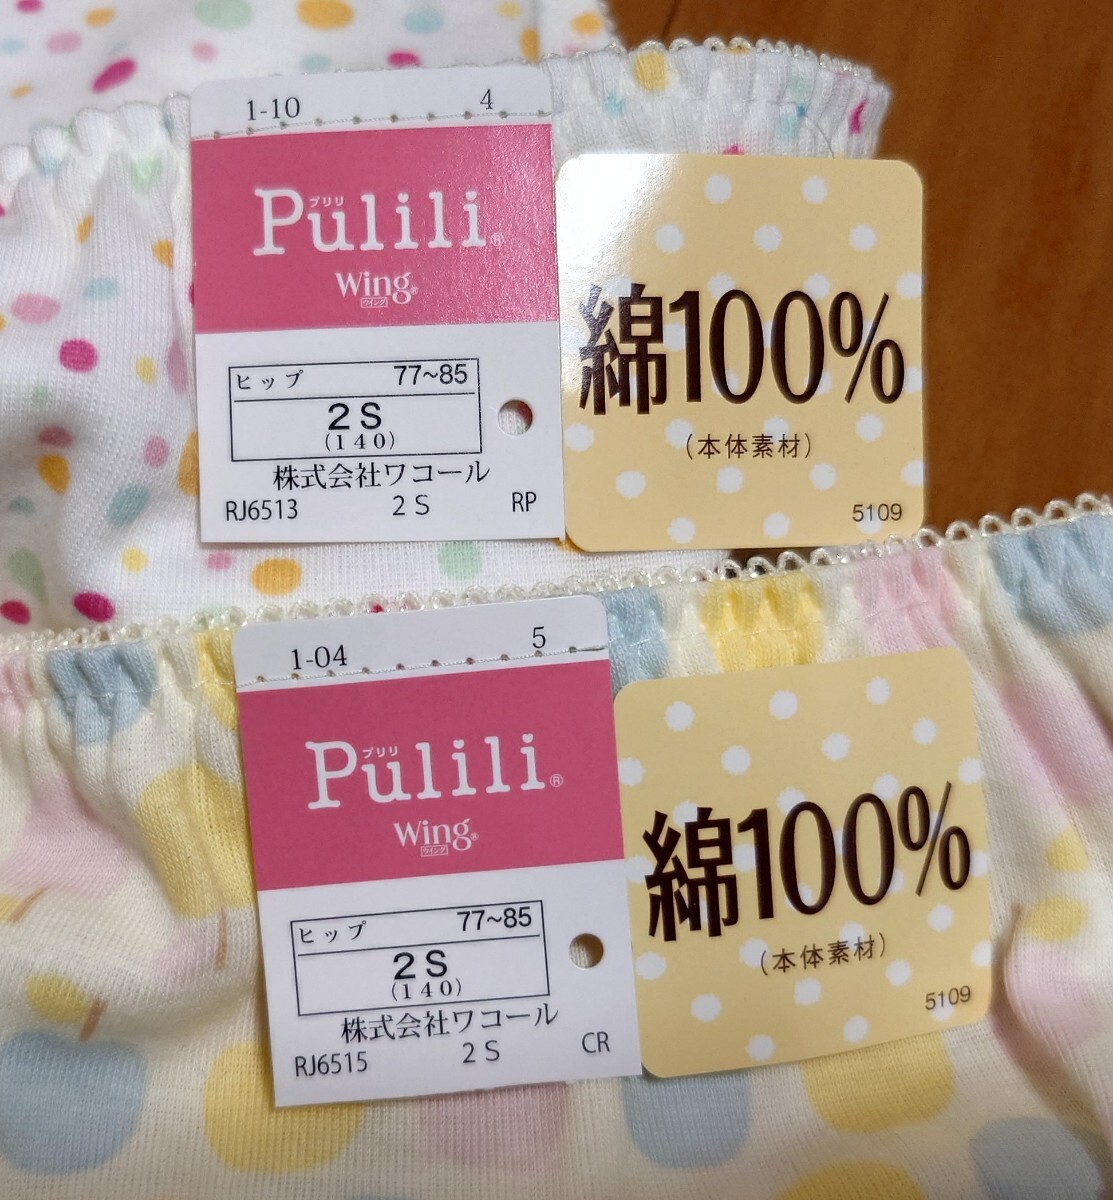 1-10 4
プリリ
Pulili®
Wing®
ウイング
ヒップ 77~85
2S
(140)
株式会社ワコール
RJ6513 2S RP
綿100%
(本体素材)
5109
1-04 5
プリリ
Pulili®
Wing®
ウイング
ヒップ 77~85
2S
(140)
株式会社ワコール
RJ6515 2S CR
綿100%
(本体素材)
5109